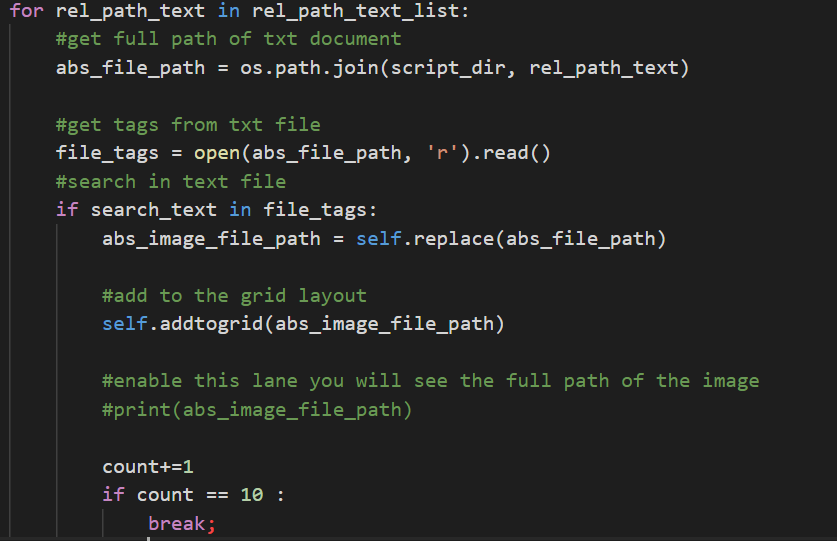 for rel_path_text in rel_path_text_list:
#get full path of txt document
abs_file_path = os.path.join(script_dir, rel_path_text)
#get tags from txt file
file_tags = open(abs_file_path, 'r').read()
#search in text file
if search_text in file_tags:
abs_image_file_path = self.replace(abs_file_path)
#add to the grid layout
self.addtogrid(abs_image_file_path)
#enable this lane you will see the full path of the image
#print(abs_image_file_path)
count+=1
if count == 10 :
break;